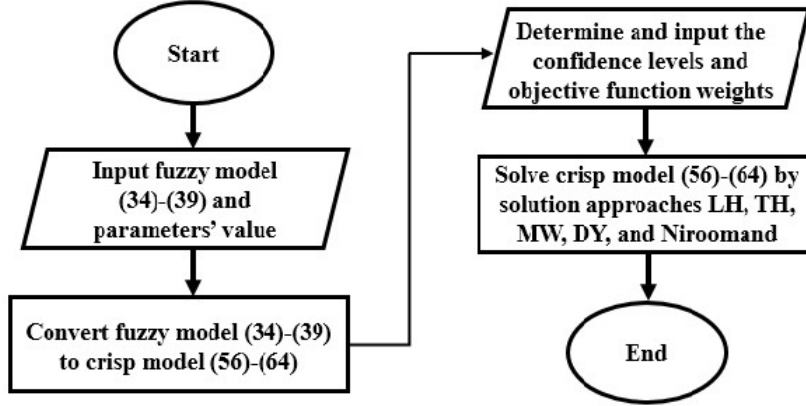 Start
Input fuzzy model
(34)-(39) and
parameters’ value
Convert fuzzy model (34)-(39)
to crisp model (56)-(64)
Determine and input the
confidence levels and
objective function weights
Solve crisp model (56)-(64) by
solution approaches LH, TH,
MW, DY, and Niroomand
End